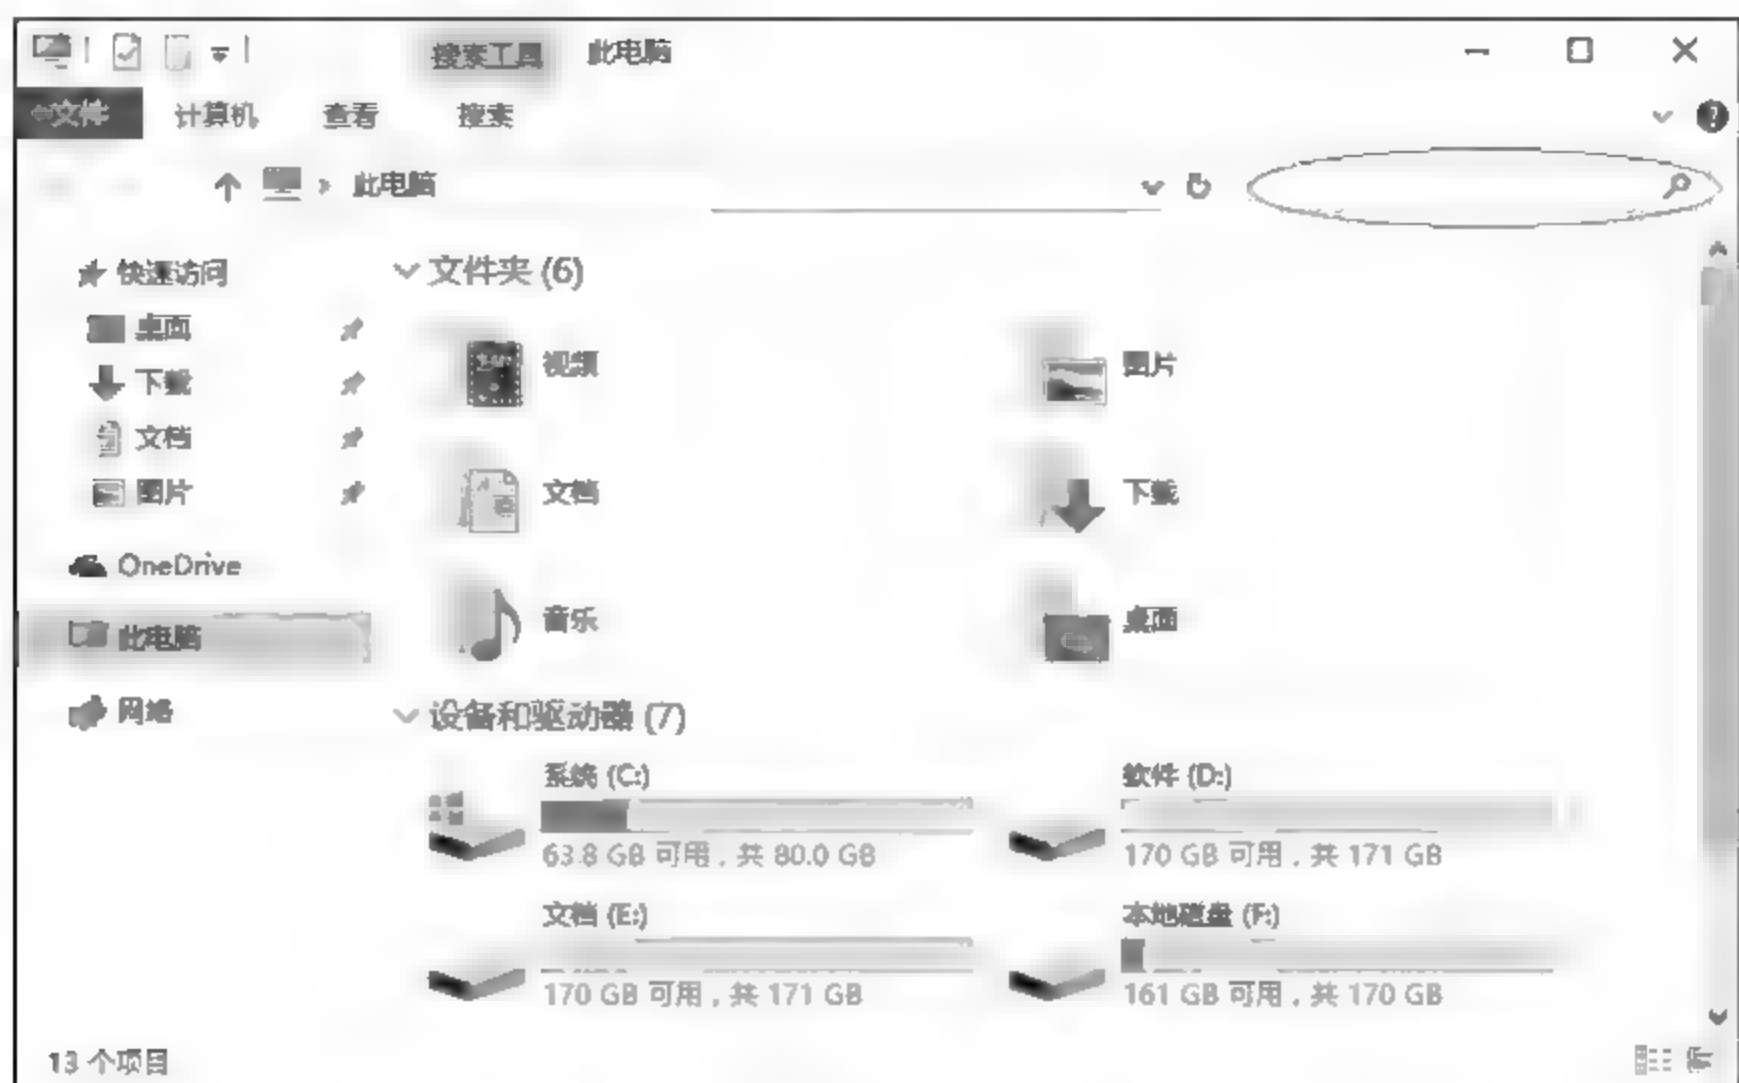 搜索工具 此电脑
文件 计算机 查看 搜索
此电脑
快速访问
桌面
下载
文档
图片
OneDrive
此电脑
网络
文件夹 (6)
视频 图片
文档 下载
音乐 桌面
设备和驱动器 (7)
系统 (C:) 软件 (D:)
63.8 GB 可用，共 80.0 GB 170 GB 可用，共 171 GB
文档 (E:) 本地磁盘 (F:)
170 GB 可用，共 171 GB 161 GB 可用，共 170 GB
13 个项目